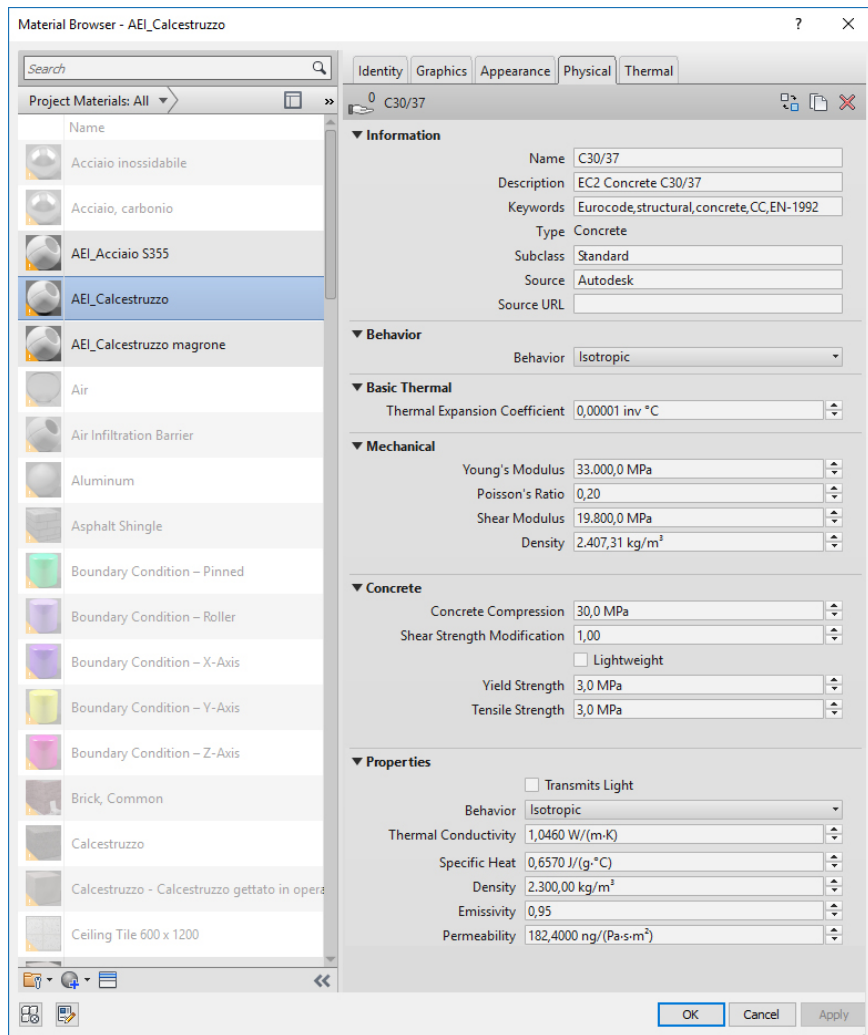 Material Browser - AEI_Calcestruzzo
?
Search
Project Materials: All
»
Name
Acciaio inossidabile
Acciaio, carbonio
AEI_Acciaio S355
AEI_Calcestruzzo
AEI_Calcestruzzo magrone
Air
Air Infiltration Barrier
Aluminum
Asphalt Shingle
Boundary Condition – Pinned
Boundary Condition – Roller
Boundary Condition – X-Axis
Boundary Condition – Y-Axis
Boundary Condition – Z-Axis
Brick, Common
Calcestruzzo
Calcestruzzo - Calcestruzzo gettato in opera
Ceiling Tile 600 x 1200
Identity Graphics Appearance Physical Thermal
0 C30/37
Information
Name C30/37
Description EC2 Concrete C30/37
Keywords Eurocode,structural,concrete,CC,EN-1992
Type Concrete
Subclass Standard
Source Autodesk
Source URL
Behavior
Behavior Isotropic
Basic Thermal
Thermal Expansion Coefficient 0,00001 inv °C
Mechanical
Young's Modulus 33.000,0 MPa
Poisson's Ratio 0,20
Shear Modulus 19.800,0 MPa
Density 2.407,31 kg/m³
Concrete
Concrete Compression 30,0 MPa
Shear Strength Modification 1,00
Lightweight
Yield Strength 3,0 MPa
Tensile Strength 3,0 MPa
Properties
Transmits Light
Behavior Isotropic
Thermal Conductivity 1,0460 W/(m·K)
Specific Heat 0,6570 J/(g·°C)
Density 2.300,00 kg/m³
Emissivity 0,95
Permeability 182,4000 ng/(Pa·s·m²)
OK Cancel Apply